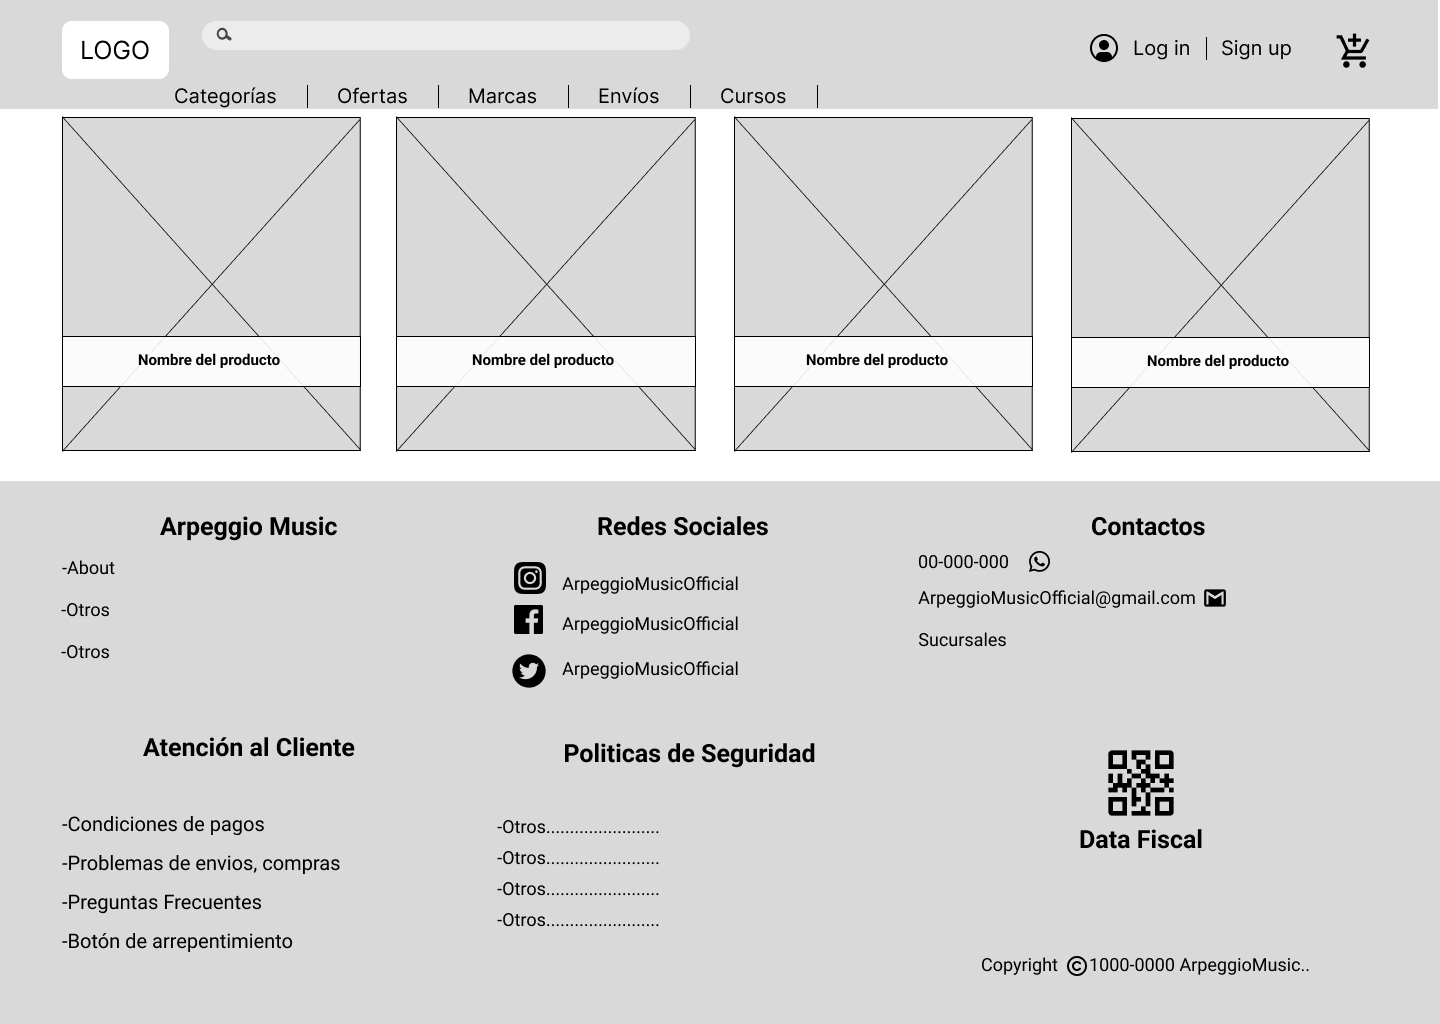 LOGO
Log in
Sign up
Categorías
Ofertas
Marcas
Envíos
Cursos
Nombre del producto
Nombre del producto
Nombre del producto
Nombre del producto
Arpeggio Music
-About
-Otros
-Otros
Redes Sociales
ArpeggioMusicOfficial
ArpeggioMusicOfficial
ArpeggioMusicOfficial
Contactos
00-000-000
ArpeggioMusicOfficial@gmail.com
Sucursales
Atención al Cliente
-Condiciones de pagos
-Problemas de envios, compras
-Preguntas Frecuentes
-Botón de arrepentimiento
Politicas de Seguridad
-Otros........................
-Otros........................
-Otros........................
-Otros........................
Data Fiscal
Copyright ©1000-0000 ArpeggioMusic..